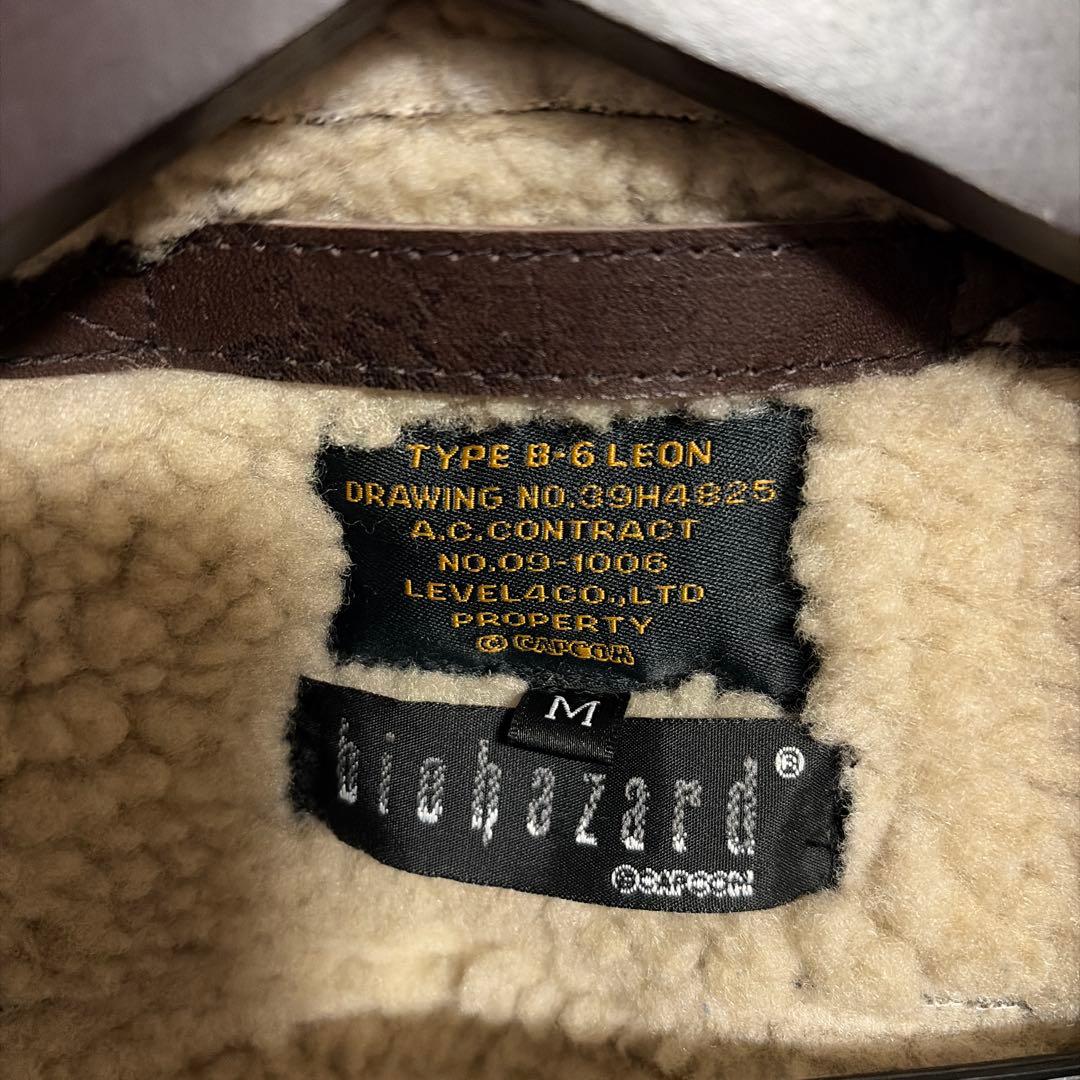 TYPE B-6 LEON
DRAWING NO.39H4825
A.C.CONTRACT
NO.09-1006
LEVEL4CO.,LTD
PROPERTY
© CAPCOM
M
biohazard®
©CAPCOM